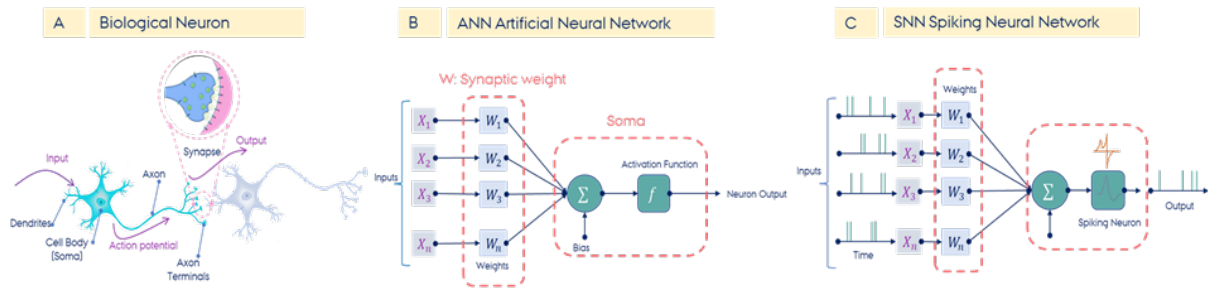 A Biological Neuron
Synapse
Output
Input
Axon
Dendrites
Cell Body
(Soma)
Action potential
Axon
Terminals
B ANN Artificial Neural Network
W: Synaptic weight
Soma
Inputs
X1 W1
X2 W2
X3 W3
Xn Wn
Weights
Σ
Bias
Activation Function
f
Neuron Output
C SNN Spiking Neural Network
Weights
Inputs
X1 W1
X2 W2
X3 W3
Xn Wn
Time
Σ
Spiking Neuron
Output